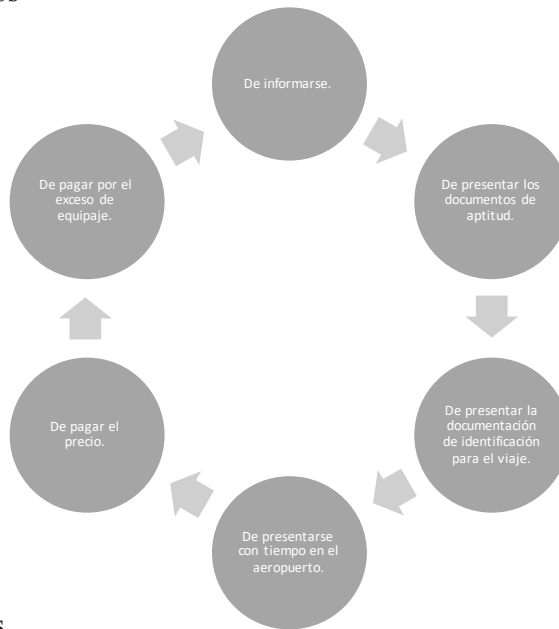 De informarse.
De presentar los
documentos de
aptitud.
De presentar la
documentación
de identificación
para el viaje.
De presentarse
con tiempo en el
aeropuerto.
De pagar el
precio.
De pagar por el
exceso de
equipaje.